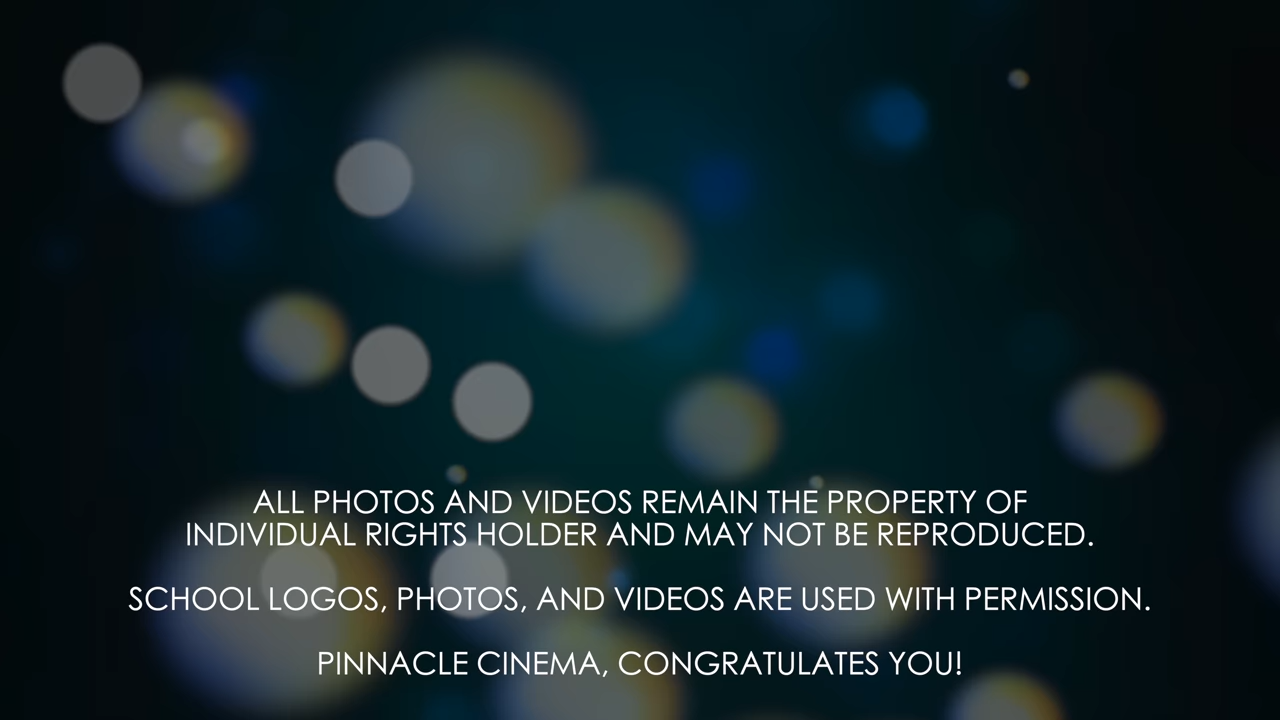 ALL PHOTOS AND VIDEOS REMAIN THE PROPERTY OF
INDIVIDUAL RIGHTS HOLDER AND MAY NOT BE REPRODUCED.
SCHOOL LOGOS, PHOTOS, AND VIDEOS ARE USED WITH PERMISSION.
PINNACLE CINEMA, CONGRATULATES YOU!